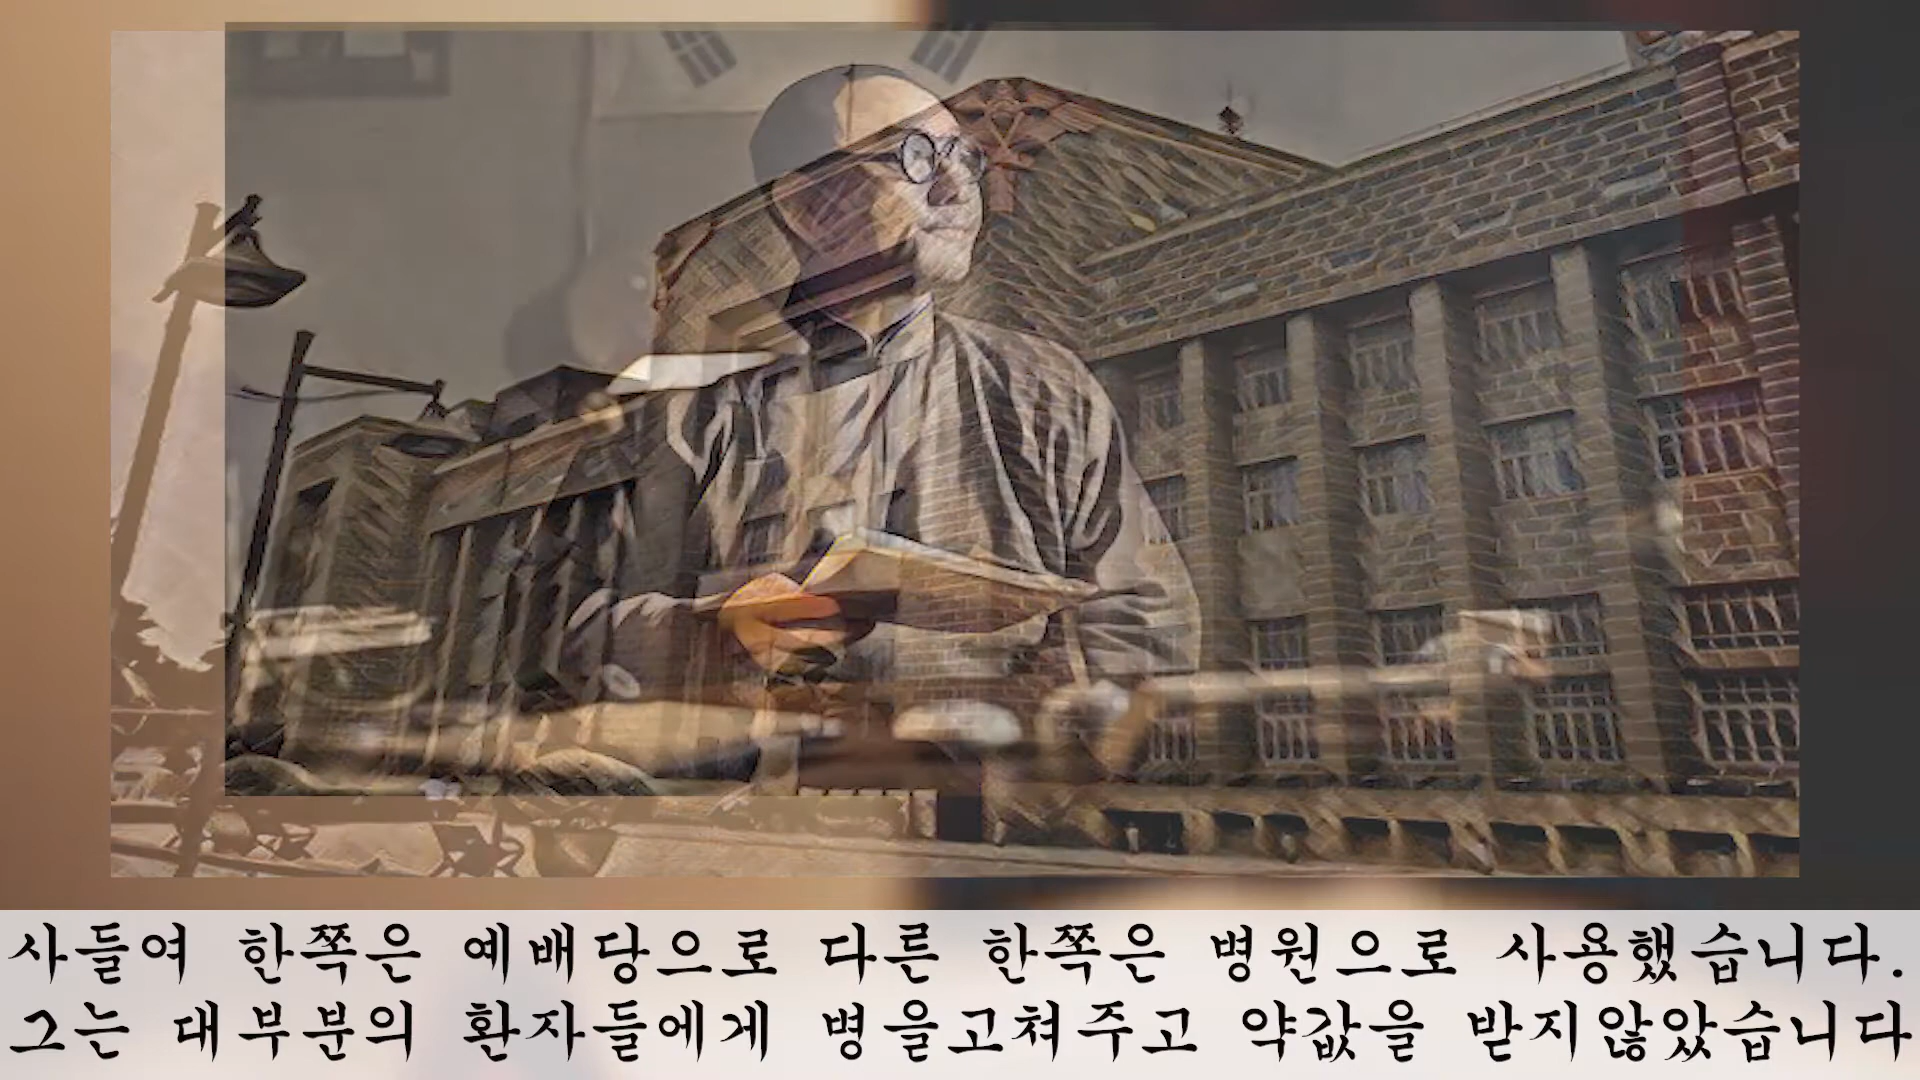 사들여 한쪽은 예배당으로 다른 한쪽은 병원으로 사용했습니다.
그는 대부분의 환자들에게 병을고쳐주고 약값을 받지않았습니다